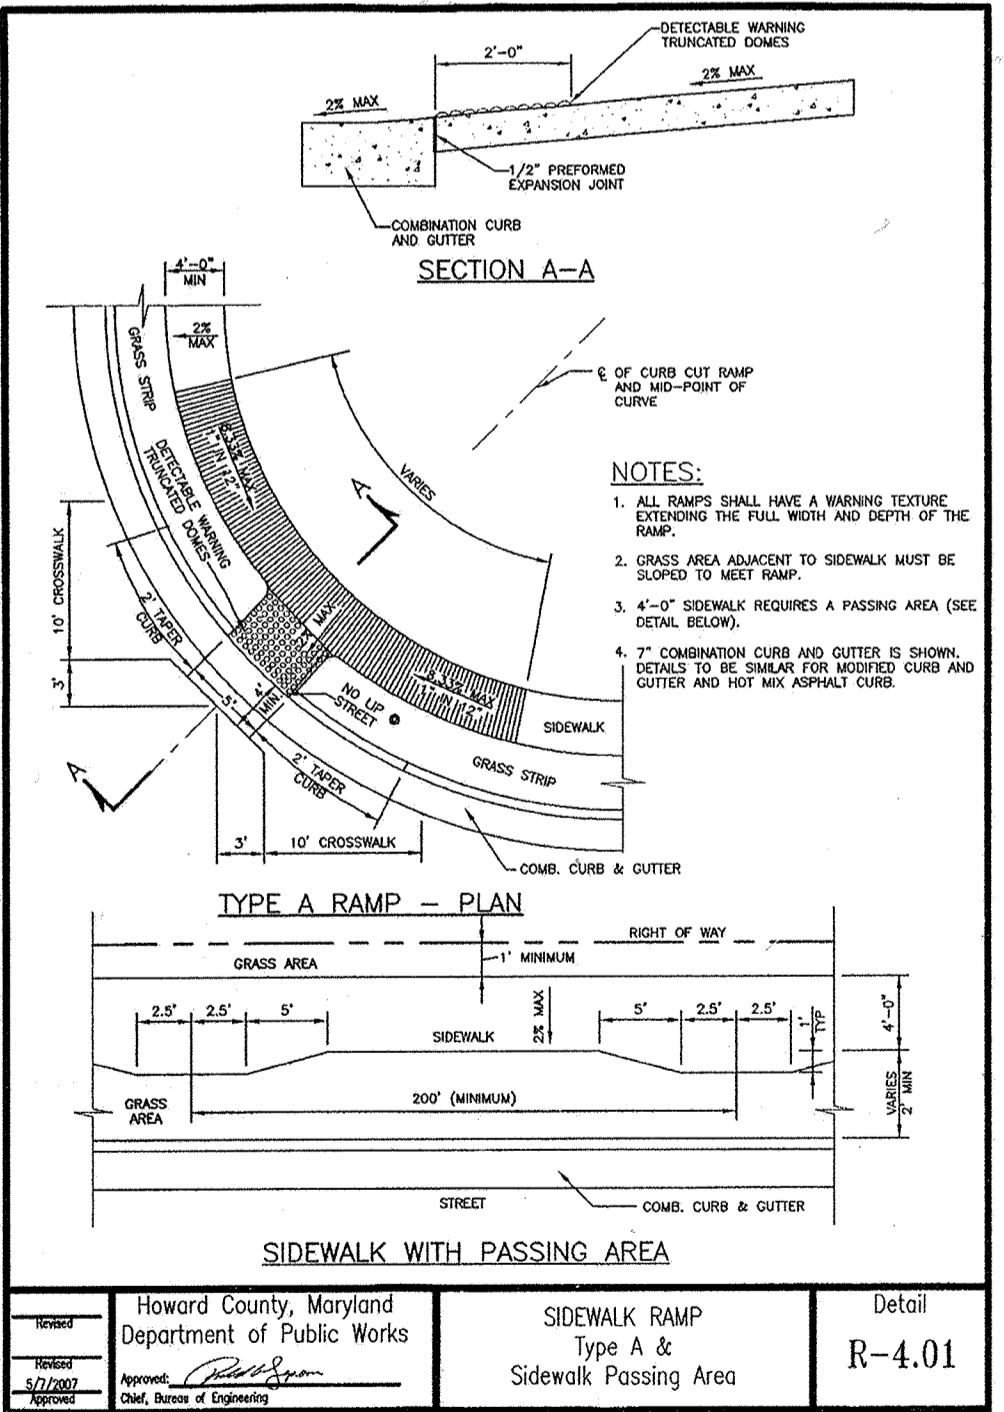 DETECTABLE WARNING
TRUNCATED DOMES
2'-0"
2% MAX
2% MAX
1/2" PREFORMED
EXPANSION JOINT
COMBINATION CURB
AND GUTTER
SECTION A-A
4'-0"
MIN
2%
MAX
GRASS STRIP
℄ OF CURB CUT RAMP
AND MID-POINT OF
CURVE
8.33% MAX
1" IN 12"
VARIES
A
DETECTABLE WARNING
TRUNCATED DOMES
10' CROSSWALK
2' TAPER
CURB
3'
5'
4'
MIN.
2%
MAX
NO LIP
STREET
8.33% MAX
1" IN 12"
SIDEWALK
GRASS STRIP
A
2' TAPER
CURB
3'
10' CROSSWALK
COMB. CURB & GUTTER
NOTES:
1. ALL RAMPS SHALL HAVE A WARNING TEXTURE
EXTENDING THE FULL WIDTH AND DEPTH OF THE
RAMP.
2. GRASS AREA ADJACENT TO SIDEWALK MUST BE
SLOPED TO MEET RAMP.
3. 4'-0" SIDEWALK REQUIRES A PASSING AREA (SEE
DETAIL BELOW).
4. 7" COMBINATION CURB AND GUTTER IS SHOWN.
DETAILS TO BE SIMILAR FOR MODIFIED CURB AND
GUTTER AND HOT MIX ASPHALT CURB.
TYPE A RAMP - PLAN
RIGHT OF WAY
GRASS AREA
1' MINIMUM
2.5'
2.5'
5'
SIDEWALK
2% MAX
5'
2.5'
2.5'
1'
TYP
4'-0"
GRASS
AREA
200' (MINIMUM)
VARIES
2' MIN
STREET
COMB. CURB & GUTTER
SIDEWALK WITH PASSING AREA
Revised
Revised
5/7/2007
Approved
Howard County, Maryland
Department of Public Works
Approved:
Chief, Bureau of Engineering
SIDEWALK RAMP
Type A &
Sidewalk Passing Area
Detail
R-4.01